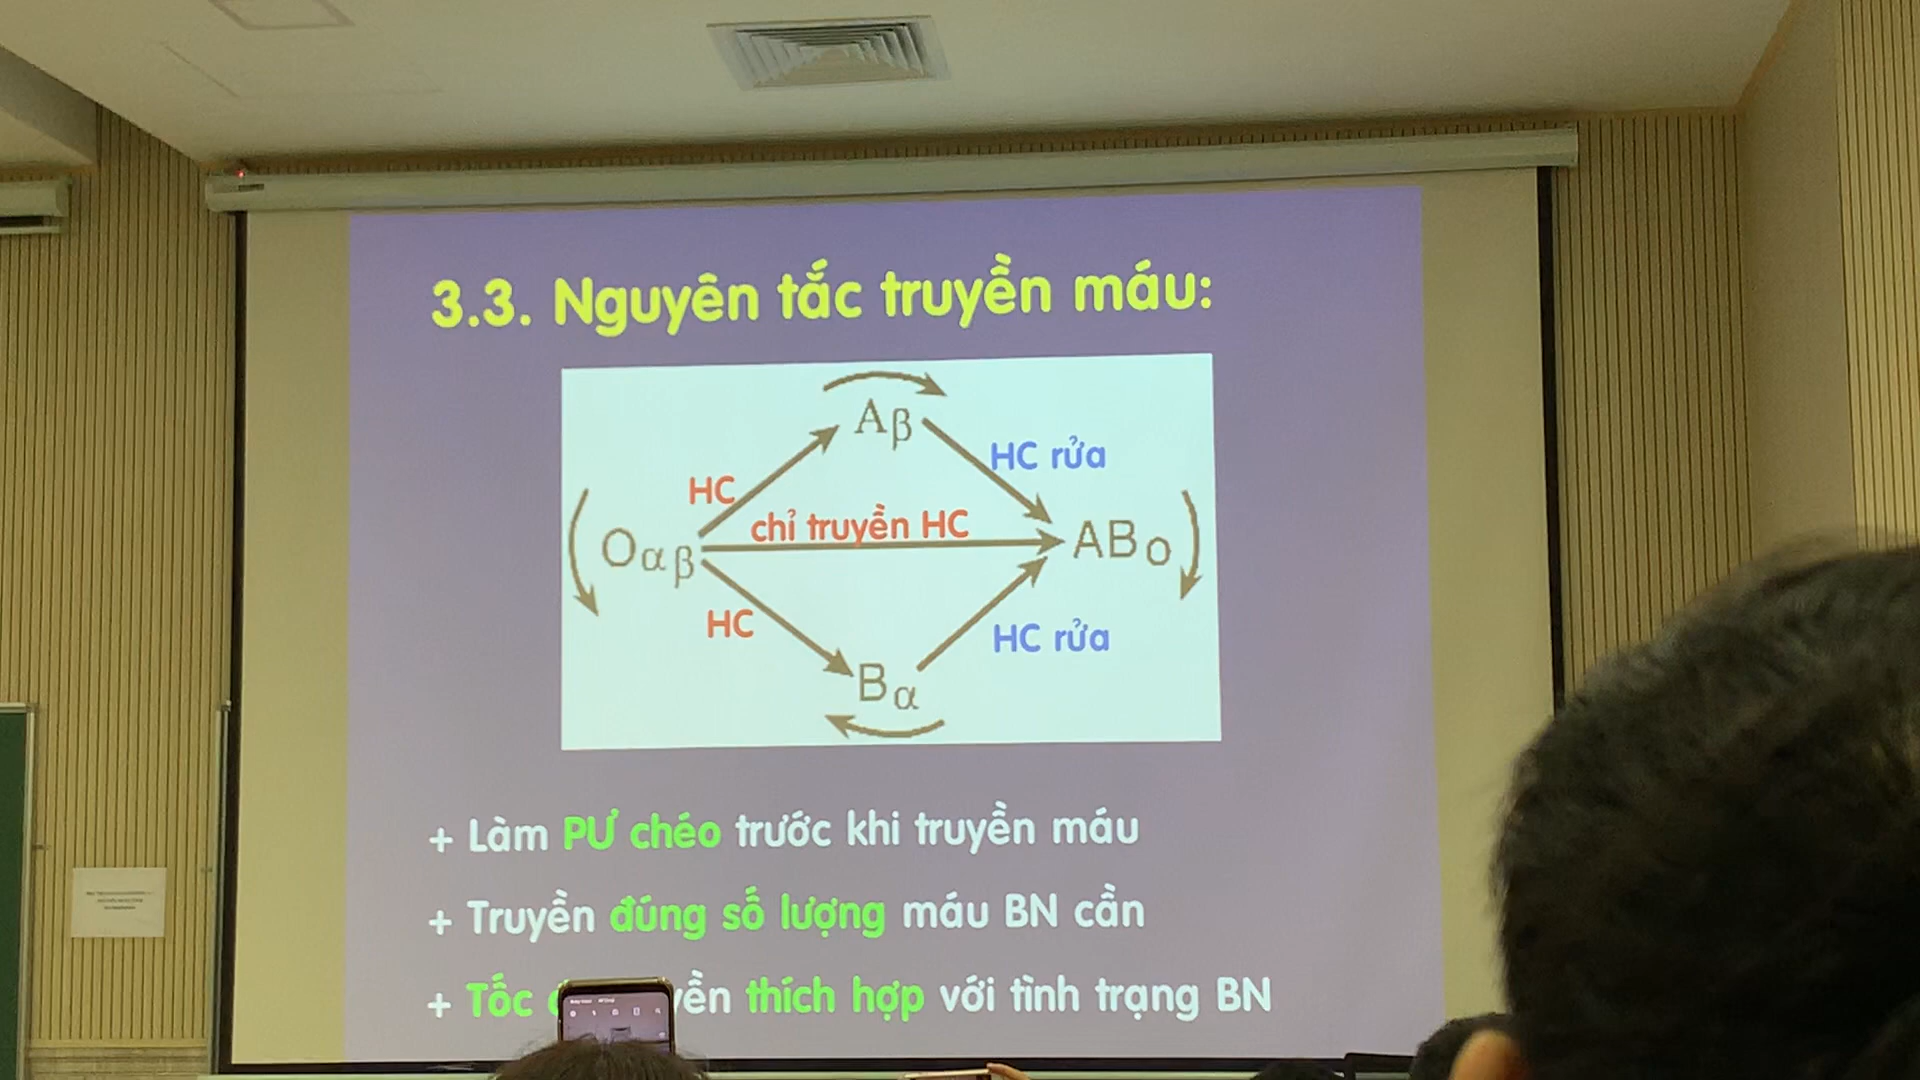 3.3. Nguyên tắc truyền máu:
Aβ
HC rửa
HC
chỉ truyền HC
Oαβ
ABo
HC
HC rửa
Bα
+ Làm PƯ chéo trước khi truyền máu
+ Truyền đúng số lượng máu BN cần
+ Tốc thích hợp với tình trạng BN